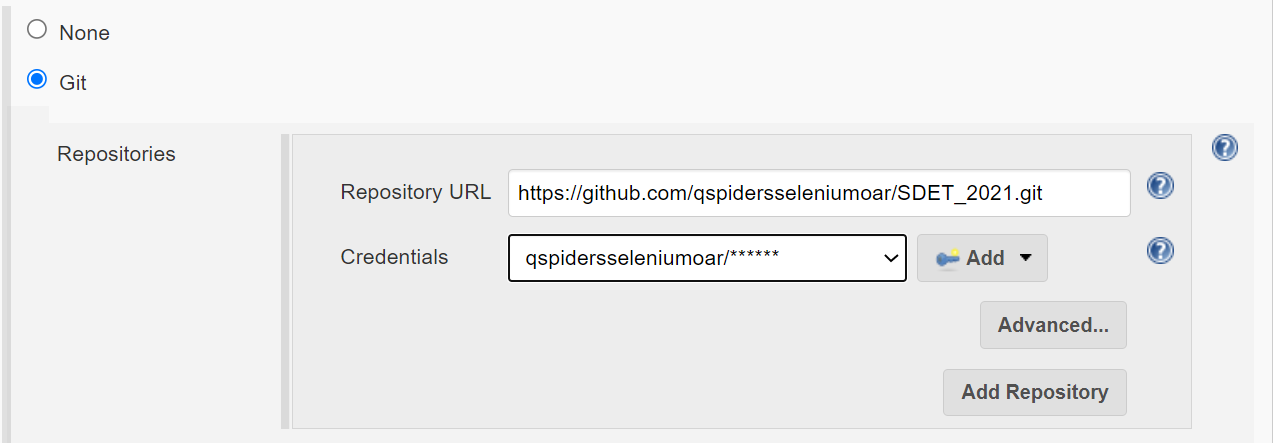 None
Git
Repositories
Repository URL https://github.com/qspidersseleniumoar/SDET_2021.git
?
?
Credentials qspidersseleniumoar/****** Add
?
Advanced...
Add Repository